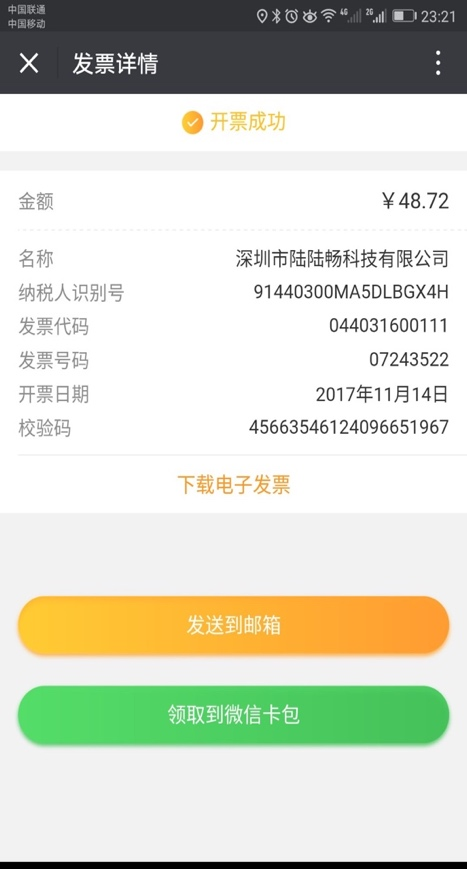 中国联通
中国移动
4G 2G 23:21
发票详情
开票成功
金额 ￥48.72
名称 深圳市陆陆畅科技有限公司
纳税人识别号 91440300MA5DLBGX4H
发票代码 044031600111
发票号码 07243522
开票日期 2017年11月14日
校验码 45663546124096651967
下载电子发票
发送到邮箱
领取到微信卡包